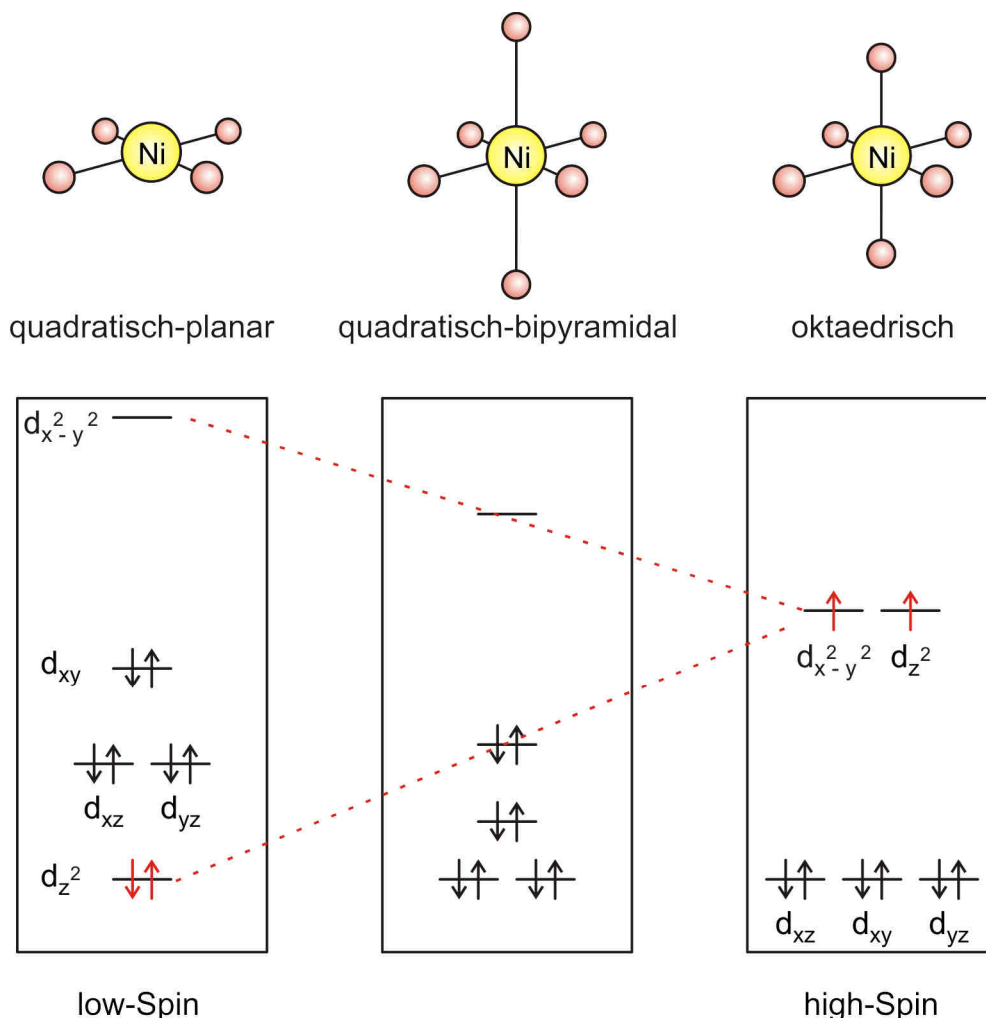 Ni
Ni
Ni
quadratisch-planar
quadratisch-bipyramidal
oktaedrisch
dx²-y²
dxy
dxz
dyz
dz²
dx²-y²
dz²
dxz
dxy
dyz
low-Spin
high-Spin